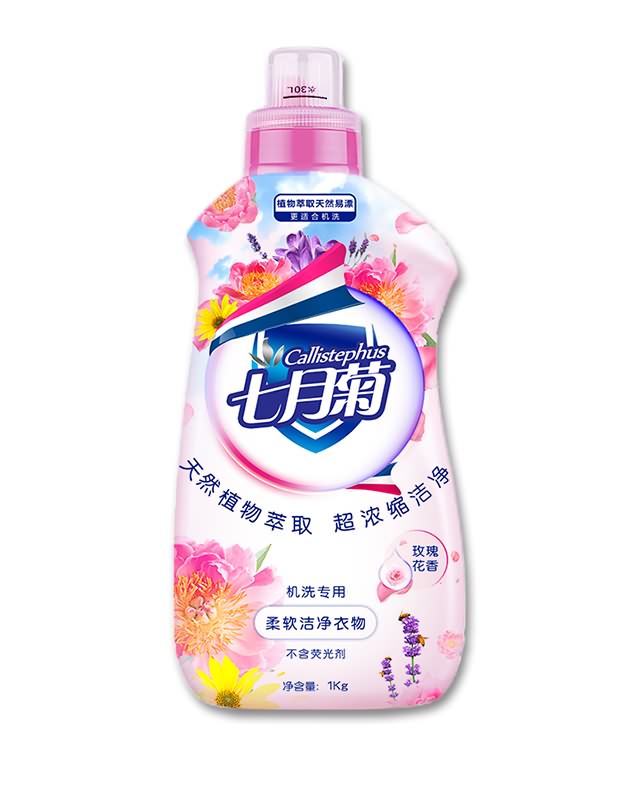 水30L
植物萃取天然易漂
更适合机洗
Callistephus
七月菊
天然植物萃取 超浓缩洁净
玫瑰
花香
机洗专用
柔软洁净衣物
不含荧光剂
净含量: 1Kg